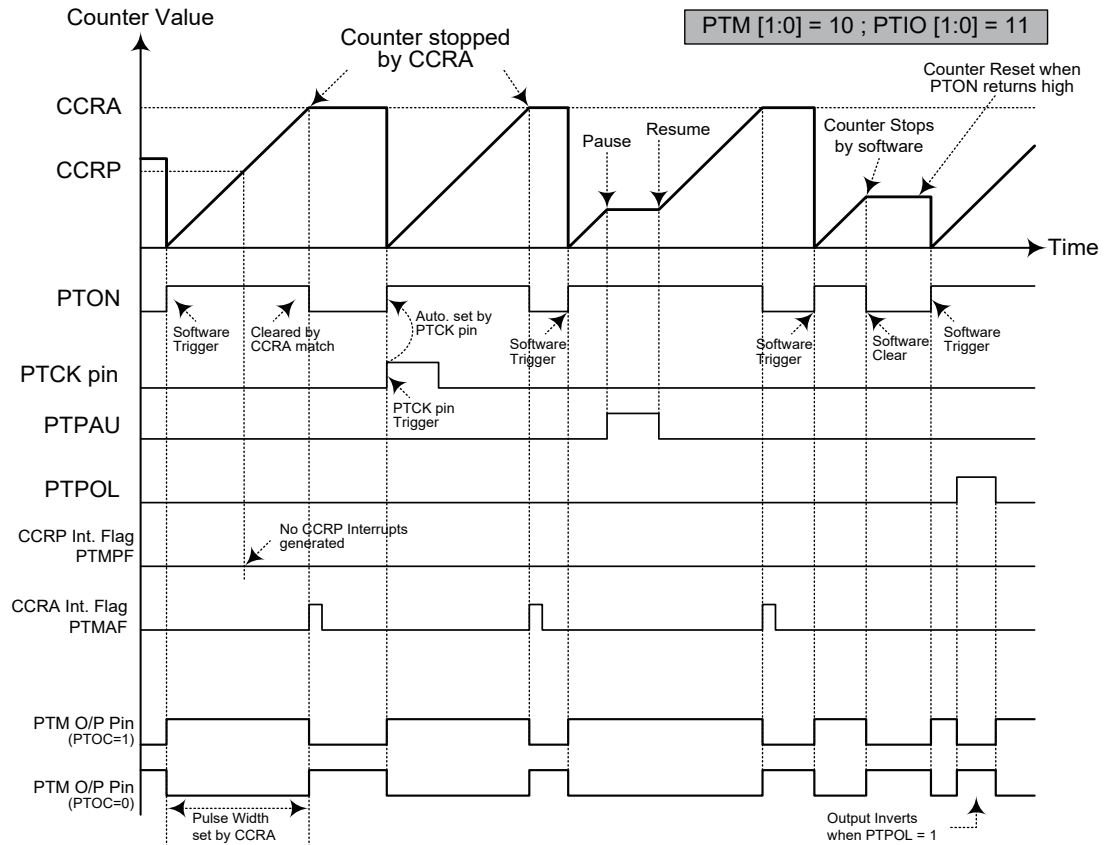 Counter Value
PTM [1:0] = 10 ; PTIO [1:0] = 11
Counter stopped
by CCRA
Counter Reset when
PTON returns high
CCRA
Pause
Resume
Counter Stops
by software
CCRP
Time
PTON
Software
Trigger
Cleared by
CCRA match
Auto. set by
PTCK pin
Software
Trigger
Software
Trigger
Software
Clear
Software
Trigger
PTCK pin
PTCK pin
Trigger
PTPAU
PTPOL
CCRP Int. Flag
PTMPF
No CCRP Interrupts
generated
CCRA Int. Flag
PTMAF
PTM O/P Pin
(PTOC=1)
PTM O/P Pin
(PTOC=0)
Pulse Width
set by CCRA
Output Inverts
when PTPOL = 1